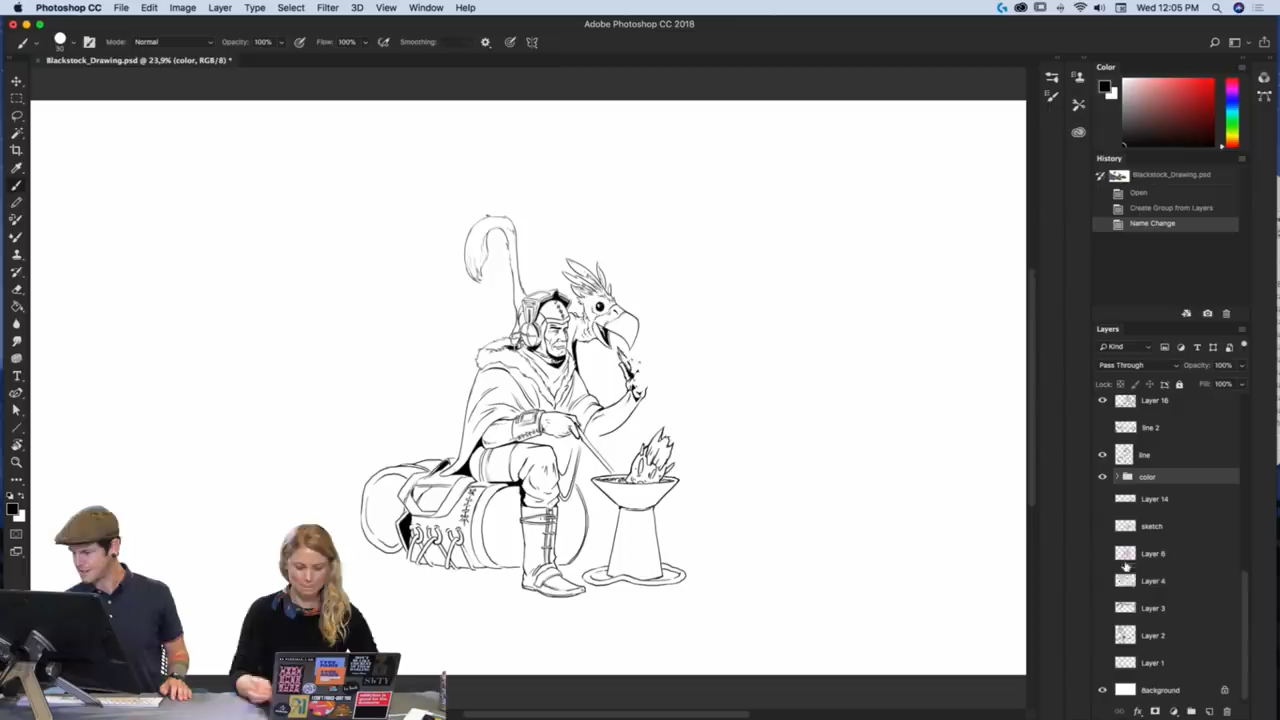 Photoshop CC File Edit Image Layer Type Select Filter 3D View Window Help Wed 12:05 PM
Adobe Photoshop CC 2018
30 Mode: Normal Opacity: 100% Flow: 100% Smoothing:
Blackstock_Drawing.psd @ 23,9% (color, RGB/8) *
Color
History
Blackstock_Drawing.psd
Open
Create Group from Layers
Name Change
Layers
Kind
Pass Through Opacity: 100%
Lock: Fill: 100%
Layer 16
line 2
line
color
Layer 14
sketch
Layer 6
Layer 4
Layer 3
Layer 2
Layer 1
Background